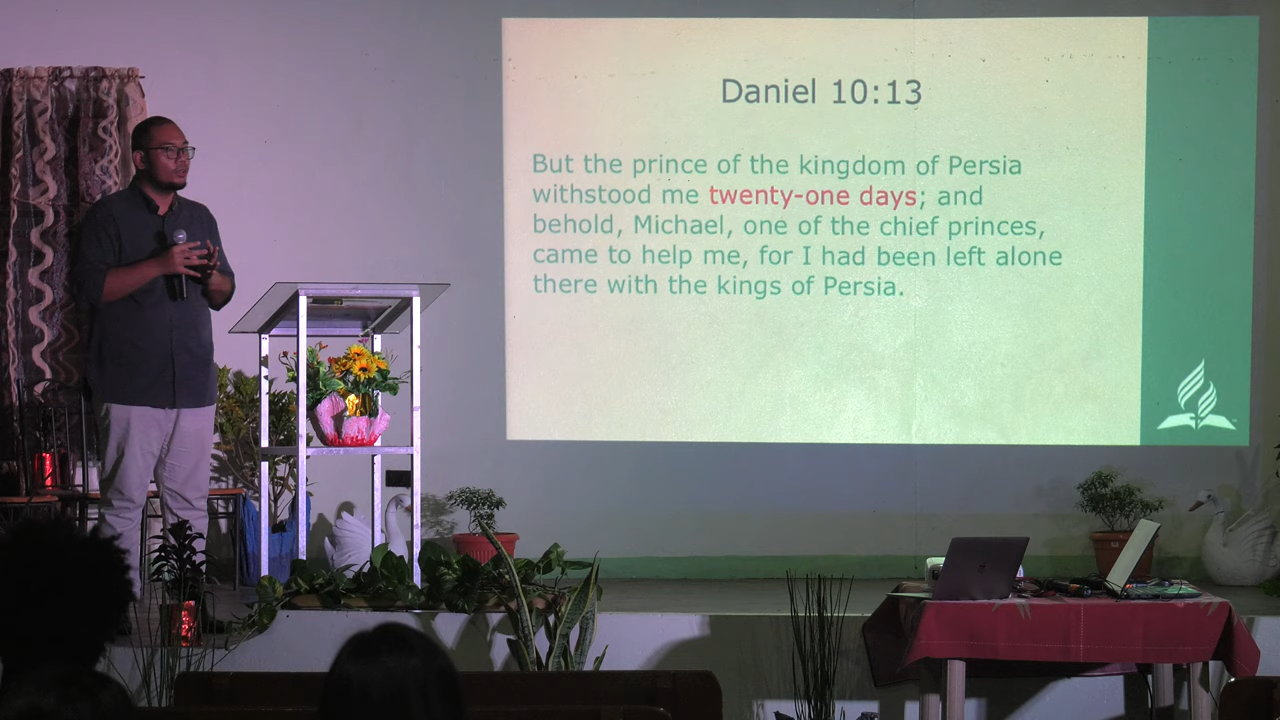 Daniel 10:13
But the prince of the kingdom of Persia
withstood me twenty-one days; and
behold, Michael, one of the chief princes,
came to help me, for I had been left alone
there with the kings of Persia.